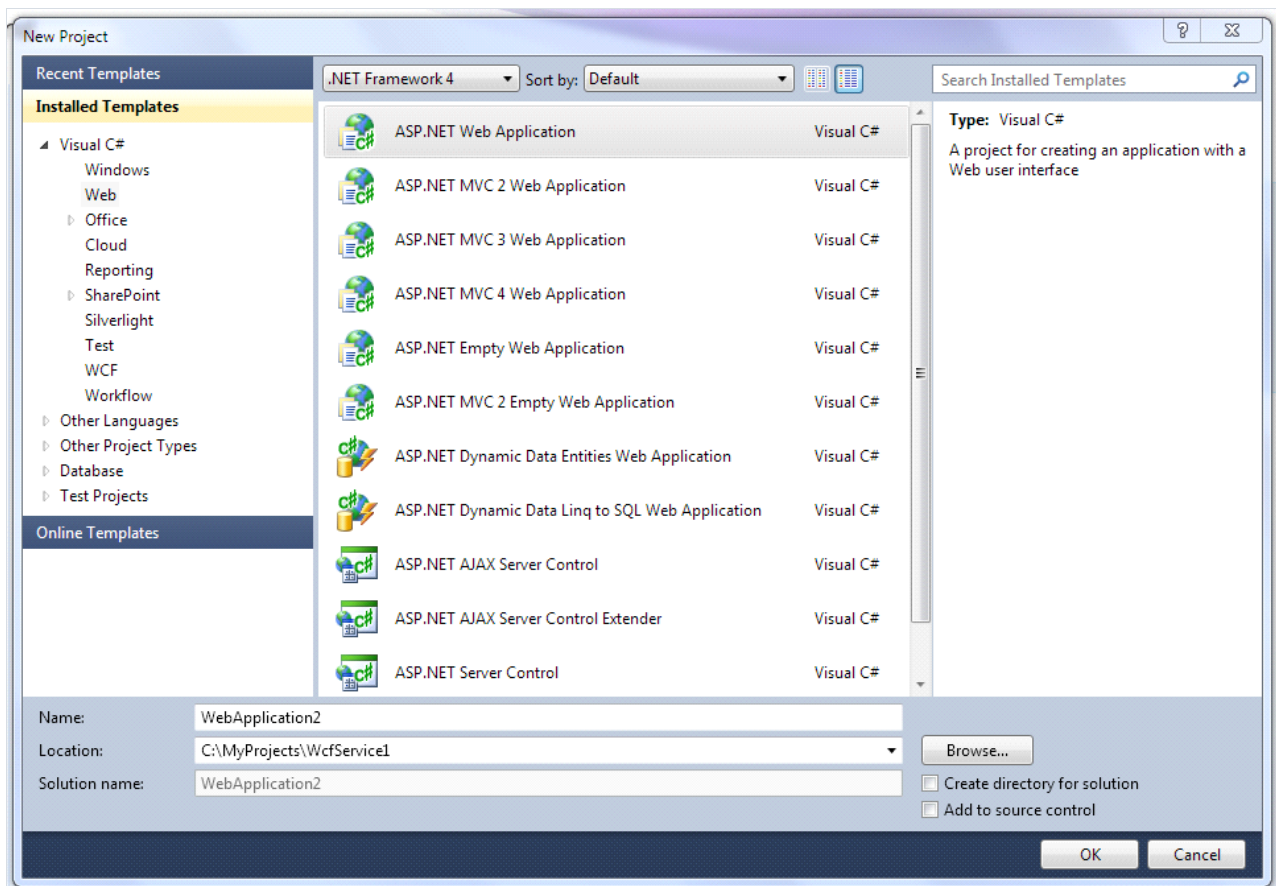 New Project
Recent Templates
.NET Framework 4
Sort by: Default
Search Installed Templates
Installed Templates
Visual C#
Windows
Web
Office
Cloud
Reporting
SharePoint
Silverlight
Test
WCF
Workflow
Other Languages
Other Project Types
Database
Test Projects
Online Templates
ASP.NET Web Application Visual C#
ASP.NET MVC 2 Web Application Visual C#
ASP.NET MVC 3 Web Application Visual C#
ASP.NET MVC 4 Web Application Visual C#
ASP.NET Empty Web Application Visual C#
ASP.NET MVC 2 Empty Web Application Visual C#
ASP.NET Dynamic Data Entities Web Application Visual C#
ASP.NET Dynamic Data Linq to SQL Web Application Visual C#
ASP.NET AJAX Server Control Visual C#
ASP.NET AJAX Server Control Extender Visual C#
ASP.NET Server Control Visual C#
Type: Visual C#
A project for creating an application with a
Web user interface
Name: WebApplication2
Location: C:\MyProjects\WcfService1
Browse...
Solution name: WebApplication2
Create directory for solution
Add to source control
OK
Cancel